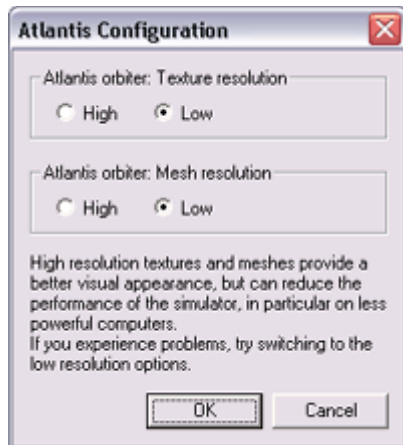 Atlantis Configuration
Atlantis orbiter: Texture resolution
High Low
Atlantis orbiter: Mesh resolution
High Low
High resolution textures and meshes provide a
better visual appearance, but can reduce the
performance of the simulator, in particular on less
powerful computers.
If you experience problems, try switching to the
low resolution options.
OK Cancel